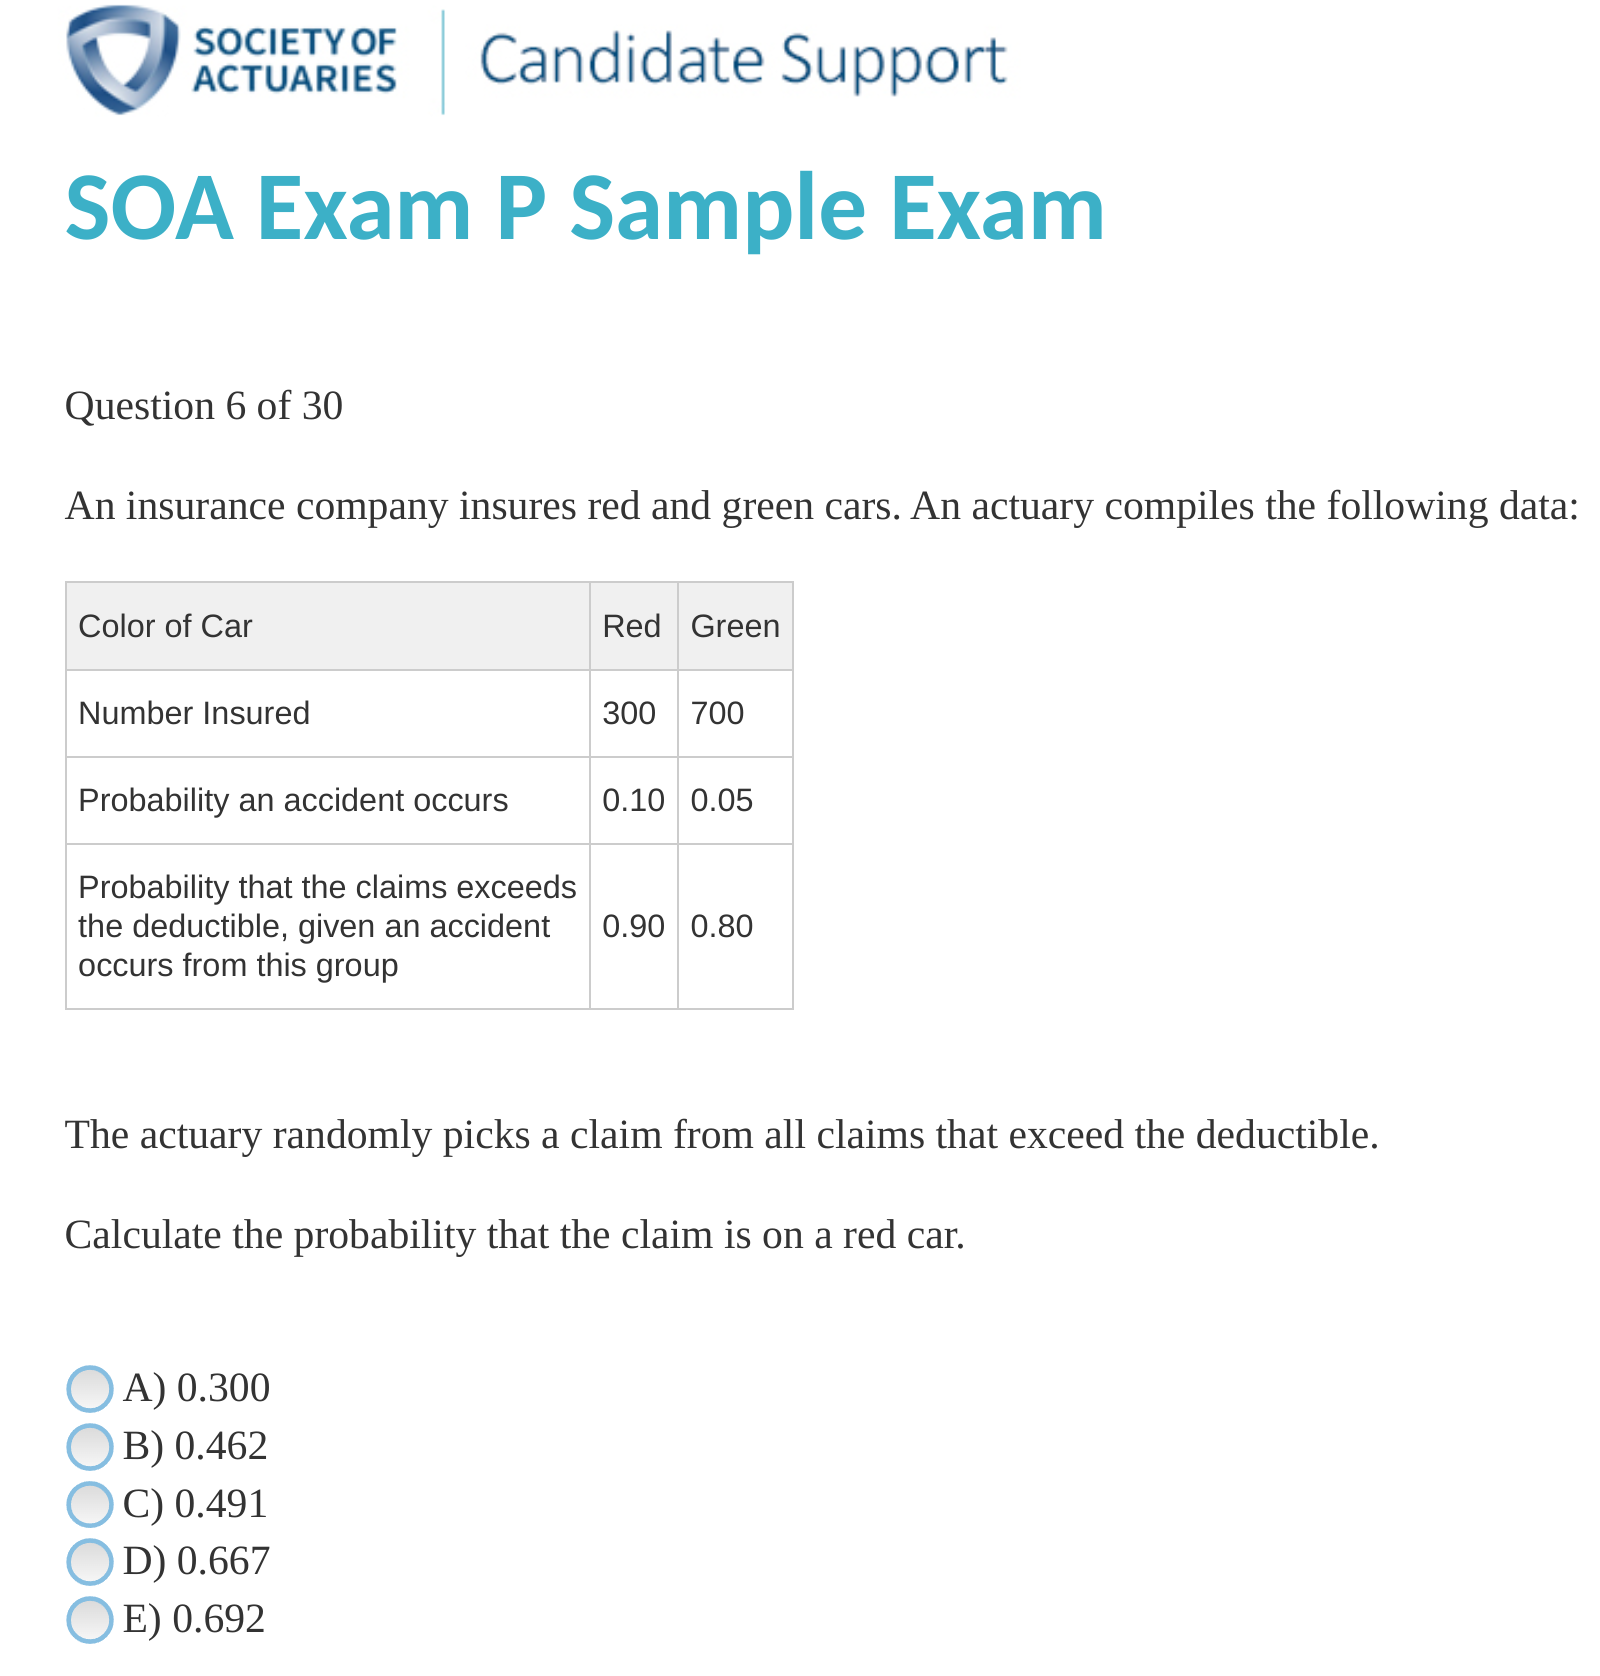 SOCIETY OF
ACTUARIES
Candidate Support
SOA Exam P Sample Exam
Question 6 of 30
An insurance company insures red and green cars. An actuary compiles the following data:
Color of Car Red Green
Number Insured 300 700
Probability an accident occurs 0.10 0.05
Probability that the claims exceeds
the deductible, given an accident
occurs from this group
0.90 0.80
The actuary randomly picks a claim from all claims that exceed the deductible.
Calculate the probability that the claim is on a red car.
A) 0.300
B) 0.462
C) 0.491
D) 0.667
E) 0.692